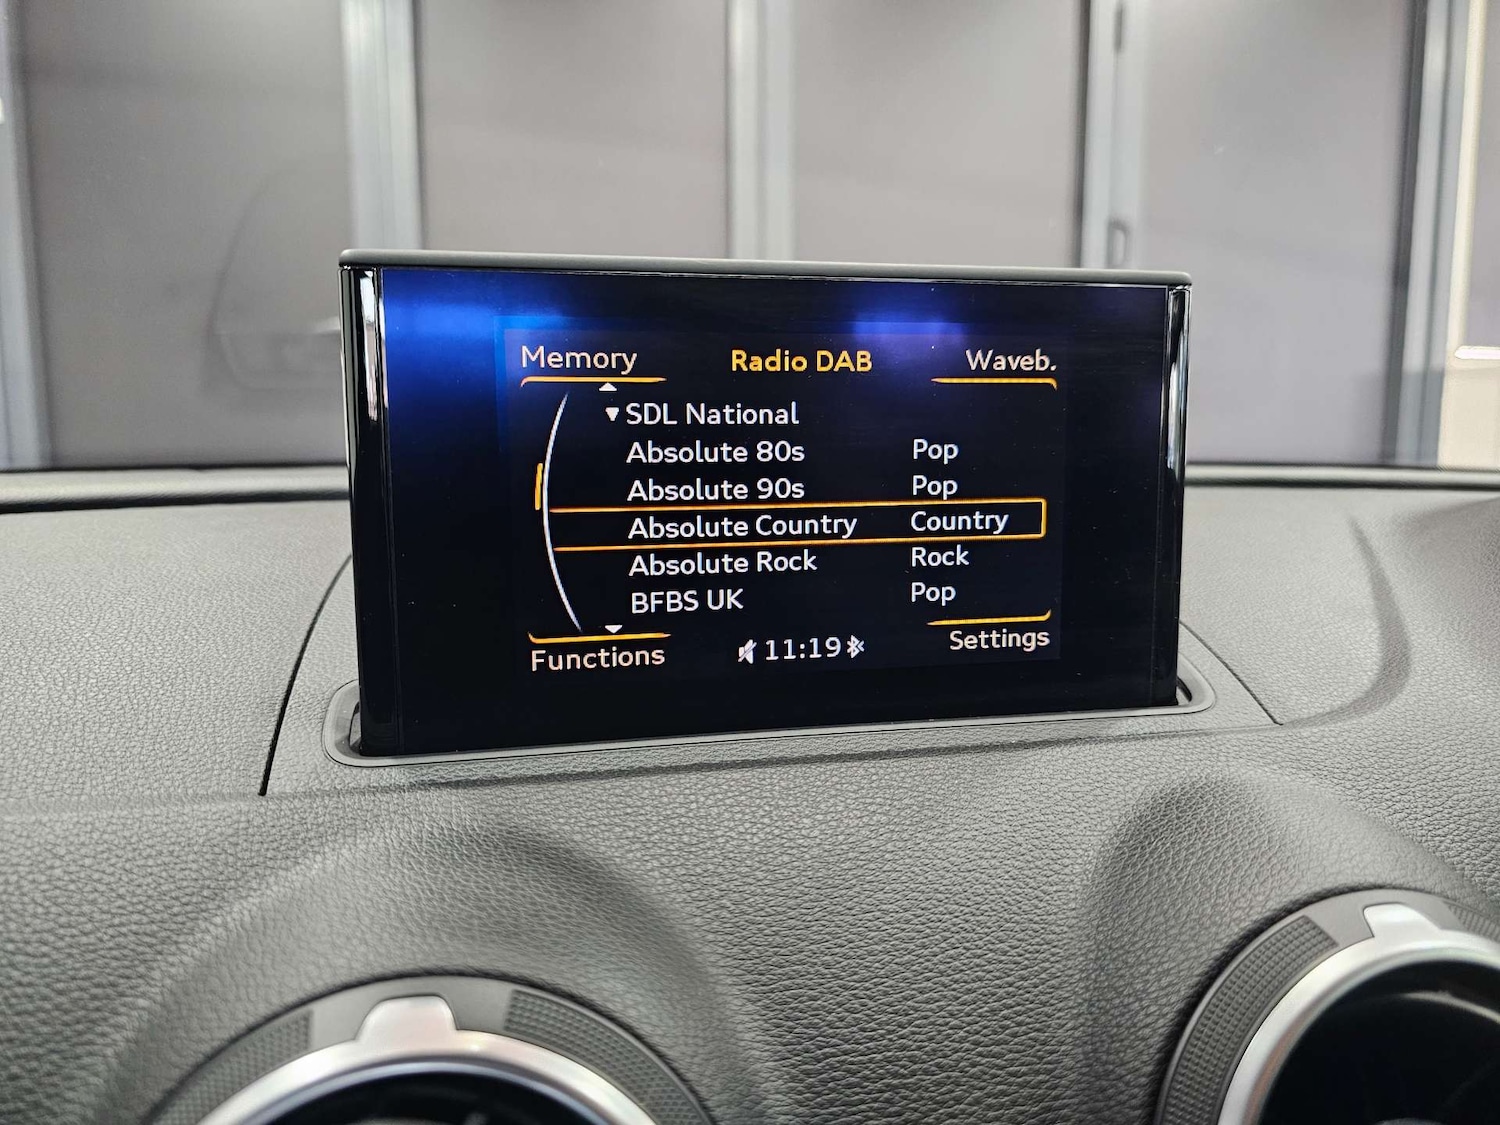 Memory Radio DAB Waveb.
SDL National
Absolute 80s Pop
Absolute 90s Pop
Absolute Country Country
Absolute Rock Rock
BFBS UK Pop
Functions 11:19 Settings